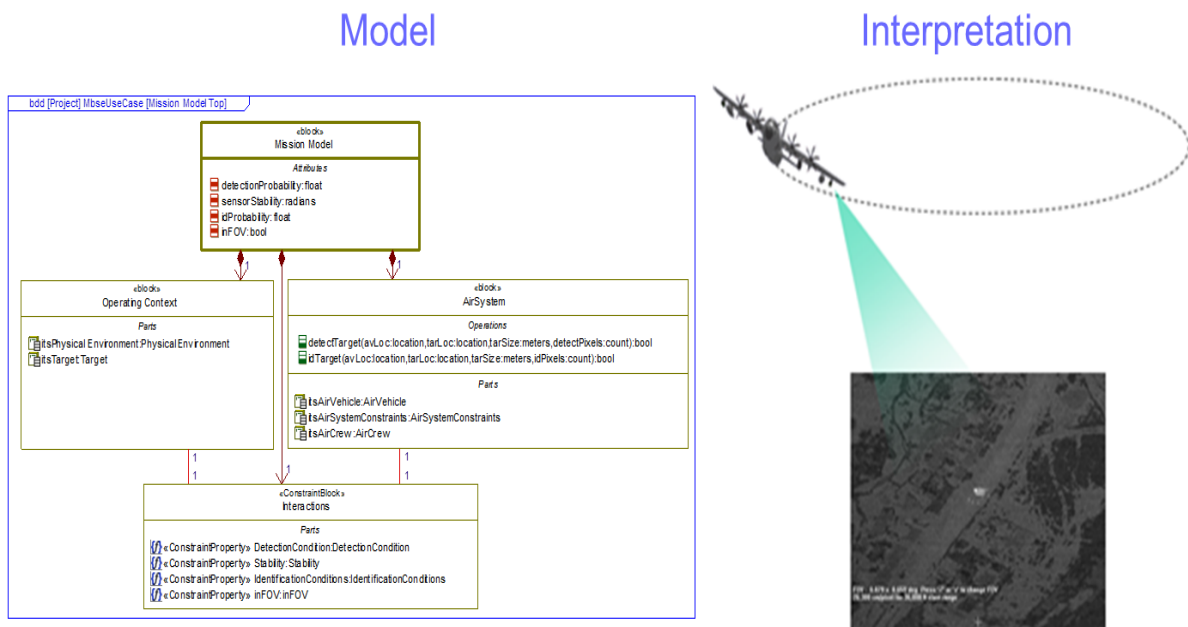 Model
Interpretation
bdd [Project] MbseUseCase [Mission Model Top]
«block»
Mission Model
Attributes
detectionProbability:float
sensorStability:radians
idProbability:float
inFOV:bool
1
1
«block»
Operating Context
Parts
itsPhysical Environment:PhysicalEnvironment
itsTarget:Target
«block»
AirSystem
Operations
detectTarget(avLoc:location,tarLoc:location,tarSize:meters,detectPixels:count):bool
idTarget(avLoc:location,tarLoc:location,tarSize:meters,idPixels:count):bool
Parts
itsAirVehicle:AirVehicle
itsAirSystemConstraints:AirSystemConstraints
itsAirCrew:AirCrew
1
1
1
1
1
«ConstraintBlock»
Interactions
Parts
«ConstraintProperty» DetectionCondition:DetectionCondition
«ConstraintProperty» Stability:Stability
«ConstraintProperty» IdentificationConditions:IdentificationConditions
«ConstraintProperty» inFOV:inFOV